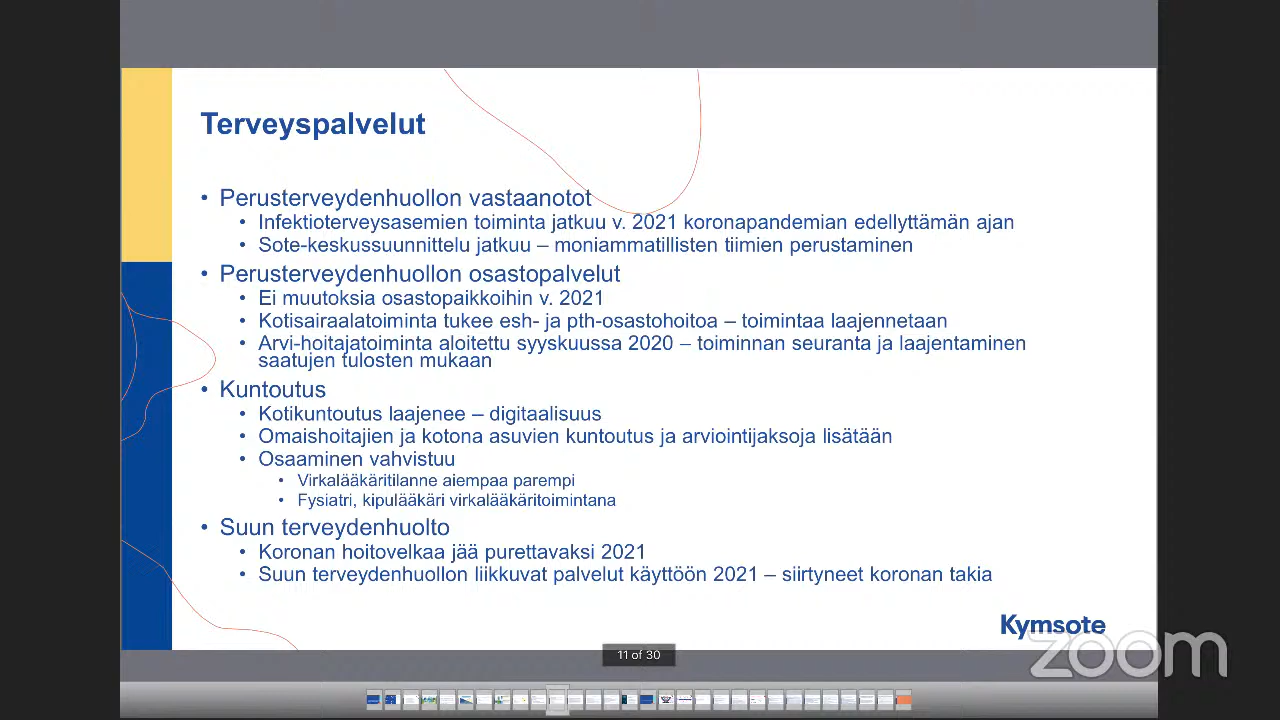 Terveyspalvelut
• Perusterveydenhuollon vastaanotot
• Infektioterveysasemien toiminta jatkuu v. 2021 koronapandemian edellyttämän ajan
• Sote-keskussuunnittelu jatkuu – moniammatillisten tiimien perustaminen
• Perusterveydenhuollon osastopalvelut
• Ei muutoksia osastopaikkoihin v. 2021
• Kotisairaalatoiminta tukee esh- ja pth-osastohoitoa – toimintaa laajennetaan
• Arvi-hoitajatoiminta aloitettu syyskuussa 2020 – toiminnan seuranta ja laajentaminen
saatujen tulosten mukaan
• Kuntoutus
• Kotikuntoutus laajenee – digitaalisuus
• Omaishoitajien ja kotona asuvien kuntoutus ja arviointijaksoja lisätään
• Osaaminen vahvistuu
• Virkalääkäritilanne aiempaa parempi
• Fysiatri, kipulääkäri virkalääkäritoimintana
• Suun terveydenhuolto
• Koronan hoitovelkaa jää purettavaksi 2021
• Suun terveydenhuollon liikkuvat palvelut käyttöön 2021 – siirtyneet koronan takia
Kymsote
zoom
11 of 30